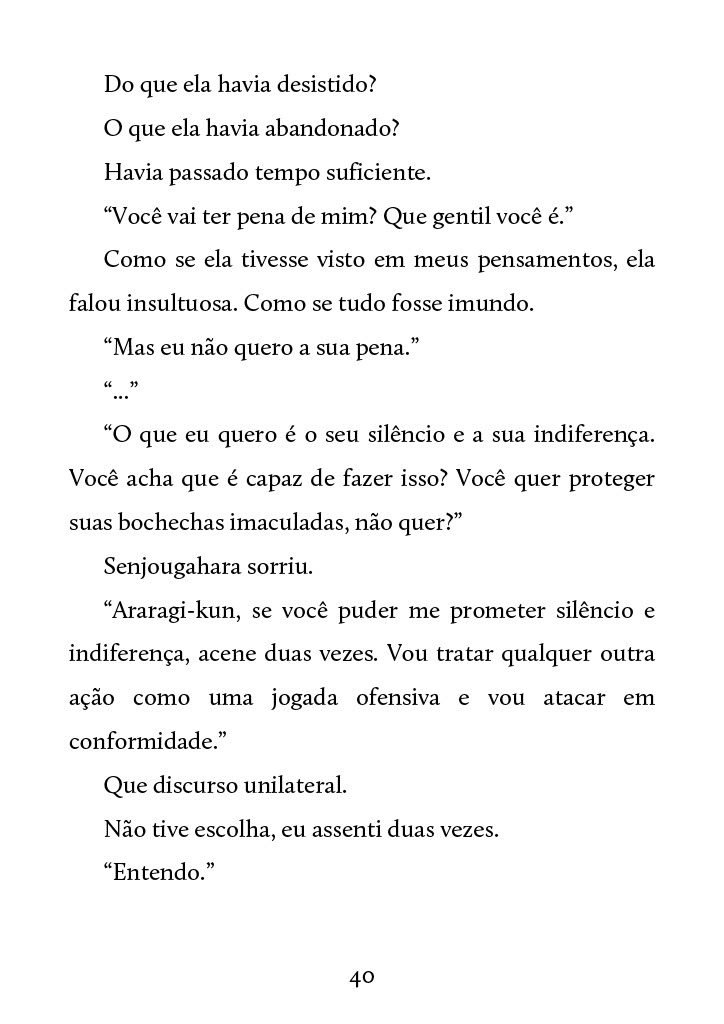 Do que ela havia desistido?
O que ela havia abandonado?
Havia passado tempo suficiente.
“Você vai ter pena de mim? Que gentil você é.”
Como se ela tivesse visto em meus pensamentos, ela
falou insultuosa. Como se tudo fosse imundo.
“Mas eu não quero a sua pena.”
“...”
“O que eu quero é o seu silêncio e a sua indiferença.
Você acha que é capaz de fazer isso? Você quer proteger
suas bochechas imaculadas, não quer?”
Senjougahara sorriu.
“Araragi-kun, se você puder me prometer silêncio e
indiferença, acene duas vezes. Vou tratar qualquer outra
ação como uma jogada ofensiva e vou atacar em
conformidade.”
Que discurso unilateral.
Não tive escolha, eu assenti duas vezes.
“Entendo.”
40